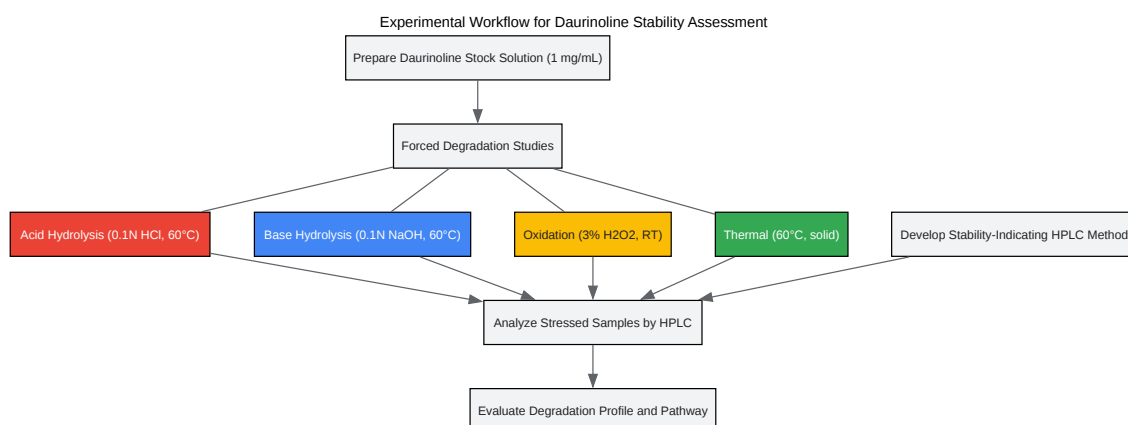 Experimental Workflow for Daurinoline Stability Assessment
Prepare Daurinoline Stock Solution (1 mg/mL)
Forced Degradation Studies
Acid Hydrolysis (0.1N HCl, 60°C)
Base Hydrolysis (0.1N NaOH, 60°C)
Oxidation (3% H2O2, RT)
Thermal (60°C, solid)
Develop Stability-Indicating HPLC Method
Analyze Stressed Samples by HPLC
Evaluate Degradation Profile and Pathway